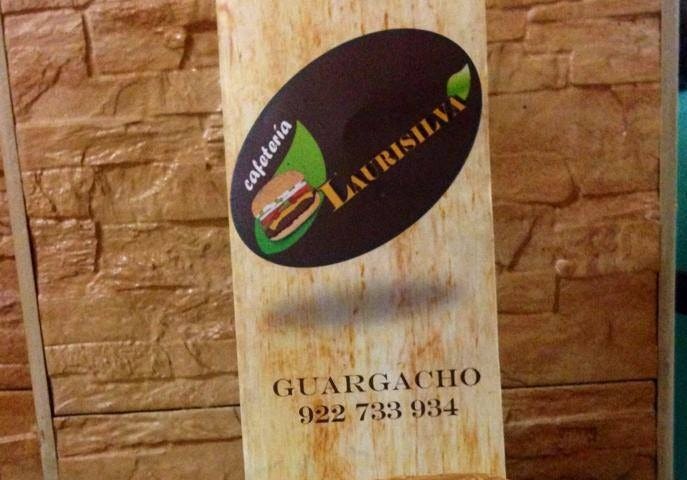 cafetería
LAURISILVA
GUARGACHO
922 733 934